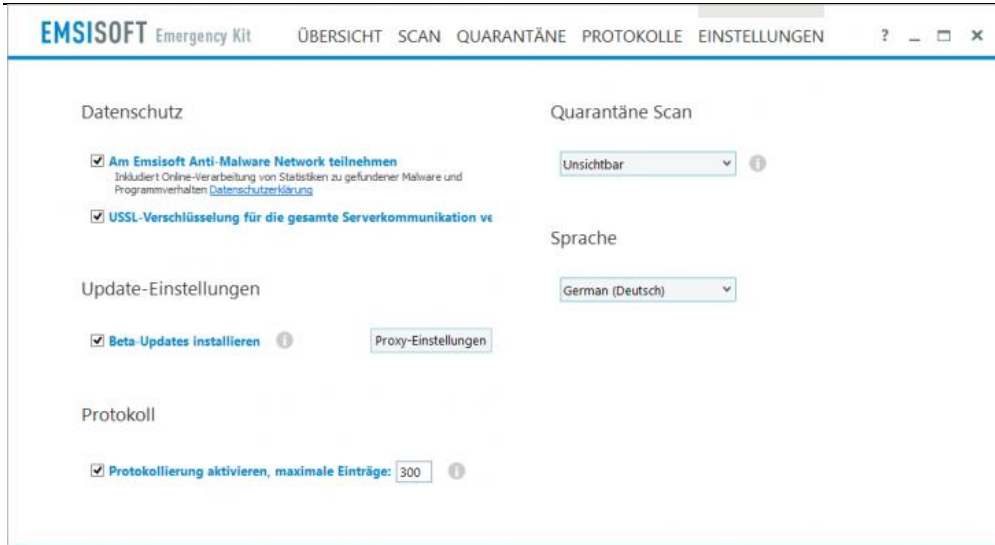 EMSISOFT Emergency Kit ÜBERSICHT SCAN QUARANTÄNE PROTOKOLLE EINSTELLUNGEN ?
Datenschutz
Am Emsisoft Anti-Malware Network teilnehmen
Inkludiert Online-Verarbeitung von Statistiken zu gefundener Malware und
Programmverhalten Datenschutzerklärung
USSL-Verschlüsselung für die gesamte Serverkommunikation ve
Update-Einstellungen
Beta-Updates installieren
Proxy-Einstellungen
Protokoll
Protokollierung aktivieren, maximale Einträge: 300
Quarantäne Scan
Unsichtbar
Sprache
German (Deutsch)